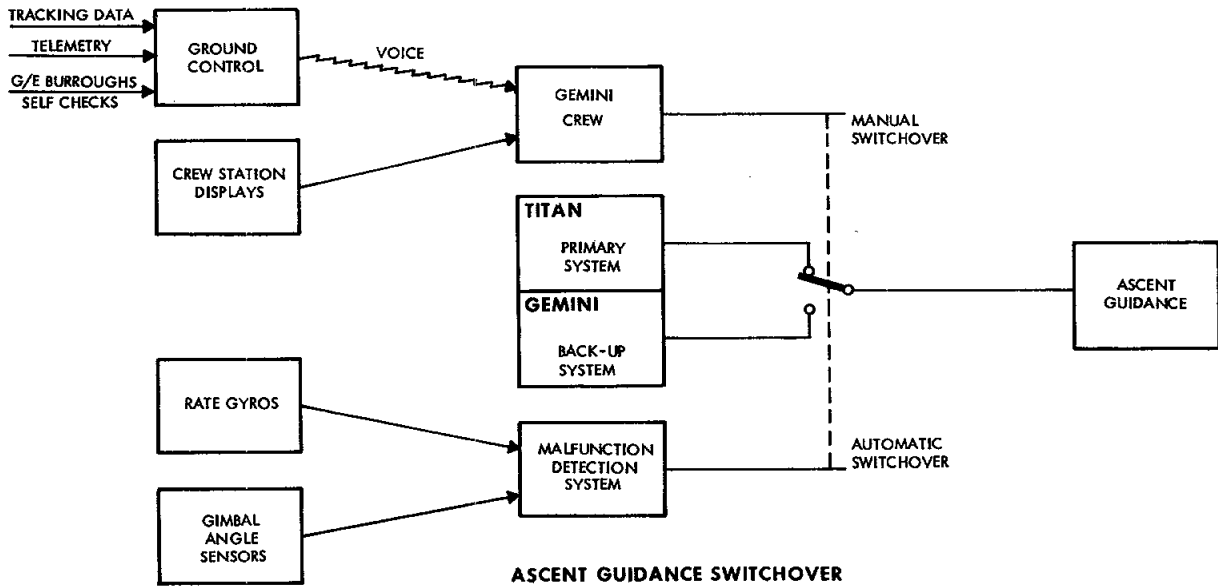 TRACKING DATA
TELEMETRY
G/E BURROUGHS
SELF CHECKS
GROUND
CONTROL
VOICE
GEMINI
CREW
MANUAL
SWITCHOVER
CREW STATION
DISPLAYS
TITAN
PRIMARY
SYSTEM
GEMINI
BACK-UP
SYSTEM
ASCENT
GUIDANCE
RATE GYROS
MALFUNCTION
DETECTION
SYSTEM
AUTOMATIC
SWITCHOVER
GIMBAL
ANGLE
SENSORS
ASCENT GUIDANCE SWITCHOVER